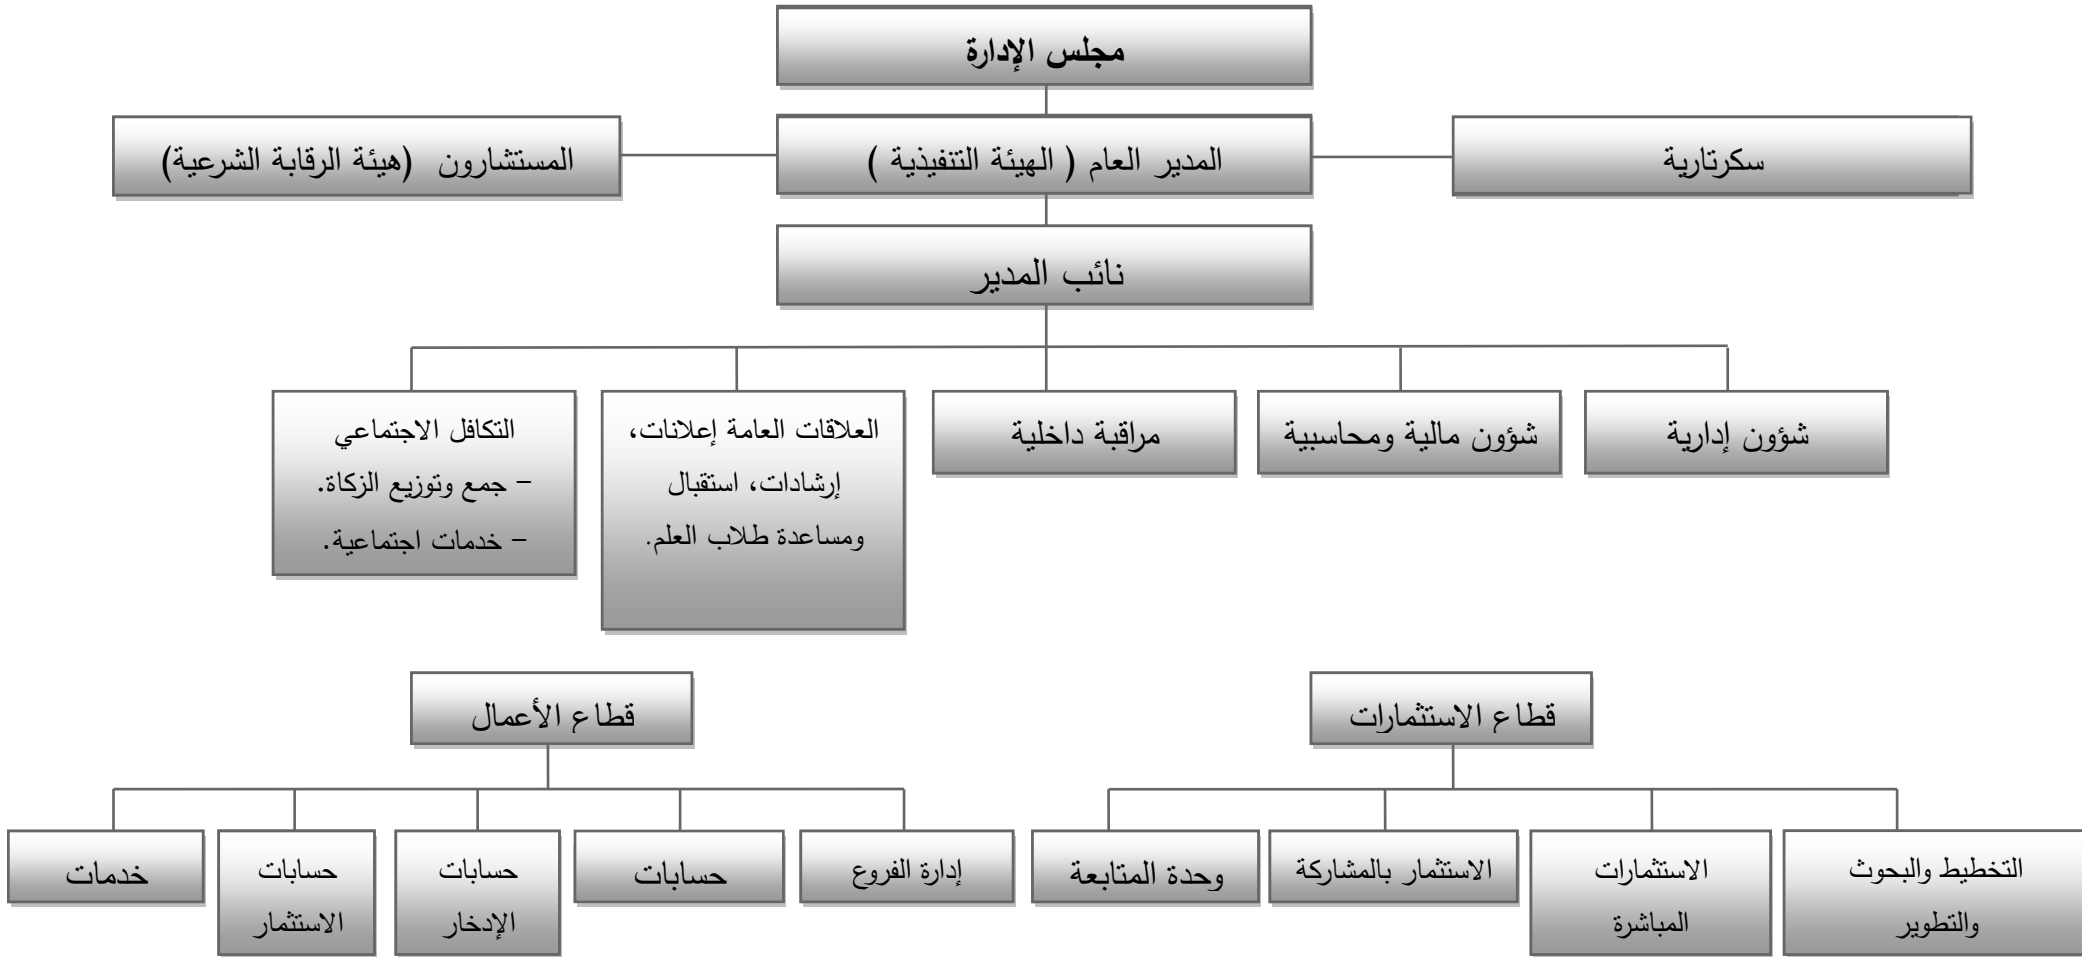 مجلس الإدارة
سكرتارية
المدير العام ( الهيئة التنفيذية )
المستشارون (هيئة الرقابة الشرعية)
نائب المدير
شؤون إدارية
شؤون مالية ومحاسبية
مراقبة داخلية
العلاقات العامة إعلانات،
إرشادات، استقبال
ومساعدة طلاب العلم.
التكافل الاجتماعي
– جمع وتوزيع الزكاة.
– خدمات اجتماعية.
قطاع الاستثمارات
التخطيط والبحوث
والتطوير
الاستثمارات
المباشرة
الاستثمار بالمشاركة
وحدة المتابعة
قطاع الأعمال
إدارة الفروع
حسابات
حسابات
الإدخار
حسابات
الاستثمار
خدمات